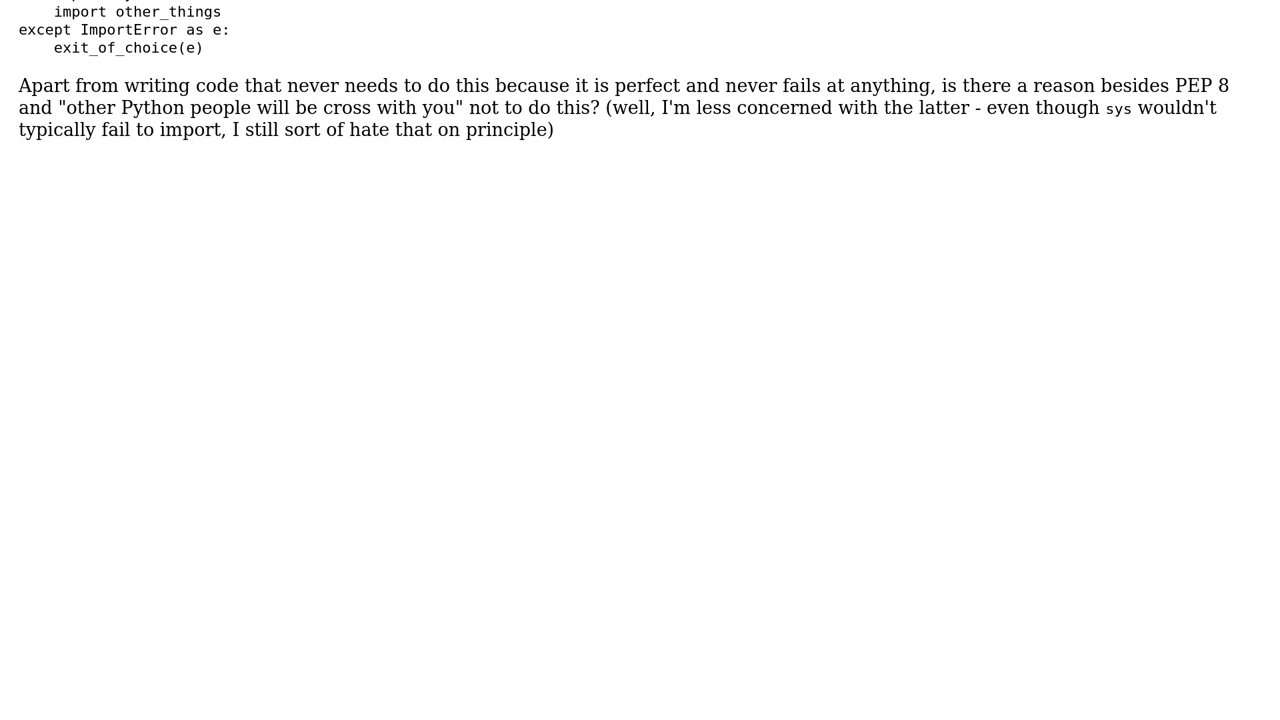 import other_things
except ImportError as e:
    exit_of_choice(e)
Apart from writing code that never needs to do this because it is perfect and never fails at anything, is there a reason besides PEP 8
and "other Python people will be cross with you" not to do this? (well, I'm less concerned with the latter - even though sys wouldn't
typically fail to import, I still sort of hate that on principle)